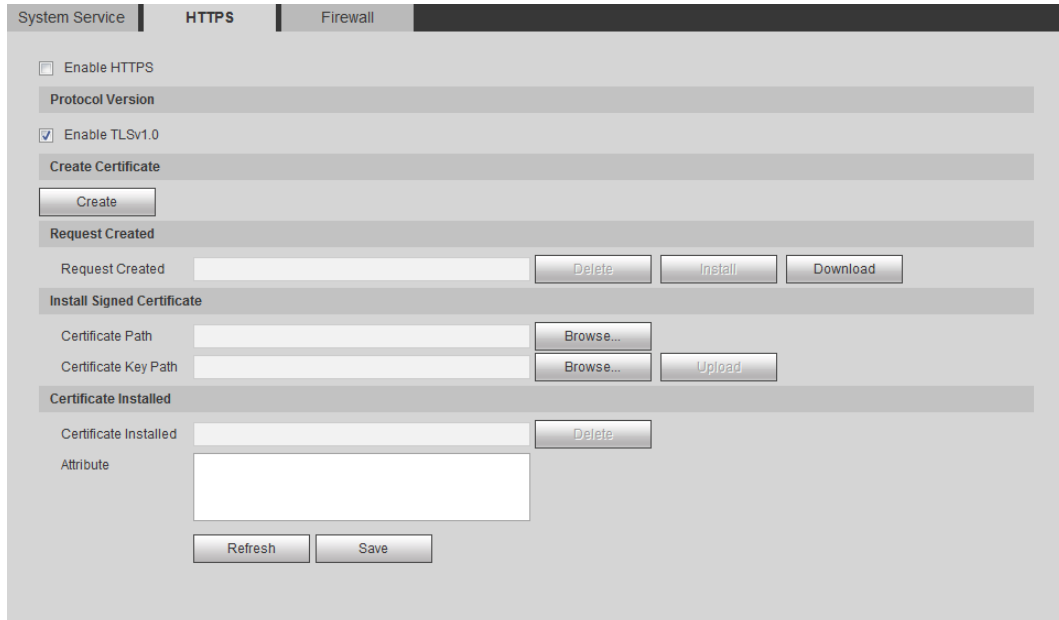 System Service HTTPS Firewall
Enable HTTPS
Protocol Version
Enable TLSv1.0
Create Certificate
Create
Request Created
Request Created Delete Install Download
Install Signed Certificate
Certificate Path Browse...
Certificate Key Path Browse... Upload
Certificate Installed
Certificate Installed Delete
Attribute
Refresh Save